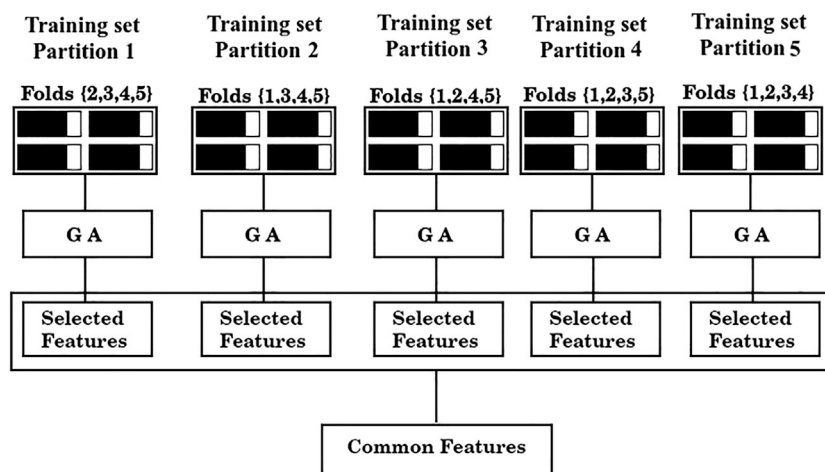 Training set
Partition 1
Training set
Partition 2
Training set
Partition 3
Training set
Partition 4
Training set
Partition 5
Folds {2,3,4,5}
Folds {1,3,4,5}
Folds {1,2,4,5}
Folds {1,2,3,5}
Folds {1,2,3,4}
G A
G A
G A
G A
G A
Selected
Features
Selected
Features
Selected
Features
Selected
Features
Selected
Features
Common Features